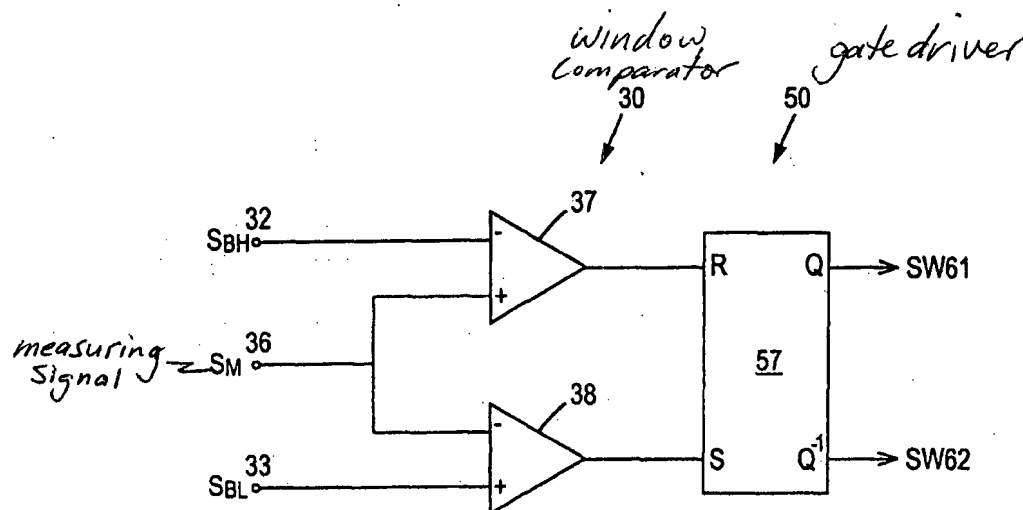 window comparator
gate driver
30
50
37
SBH 32
-
+
R
Q
SW61
measuring Signal
SM 36
57
38
-
+
S
Q-1
SW62
SBL 33